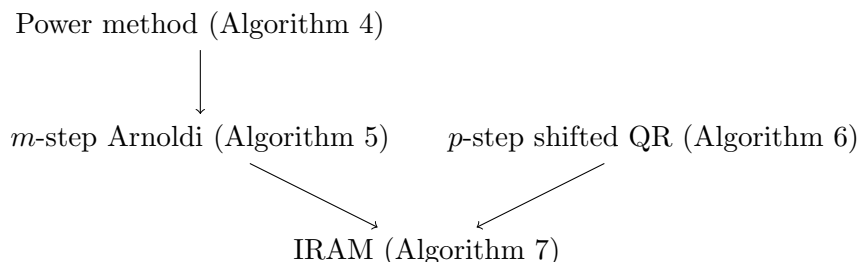 Power method (Algorithm 4)
m-step Arnoldi (Algorithm 5)
p-step shifted QR (Algorithm 6)
IRAM (Algorithm 7)